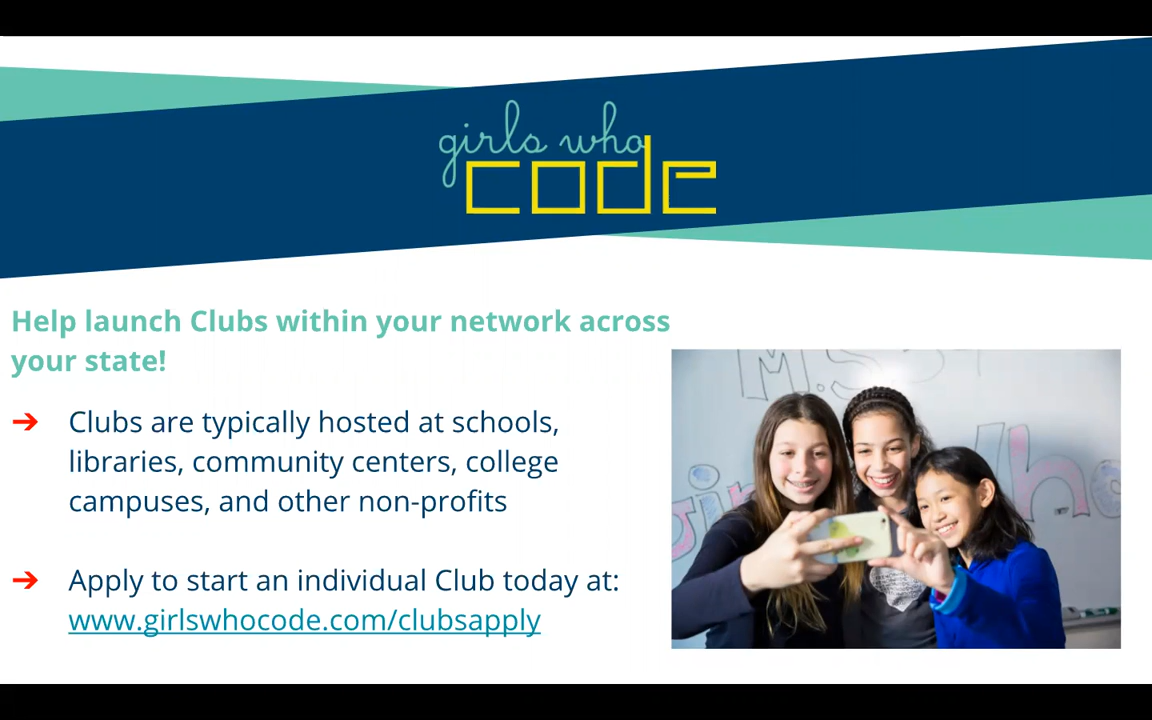 girls who
code
Help launch Clubs within your network across
your state!
➔ Clubs are typically hosted at schools,
libraries, community centers, college
campuses, and other non-profits
➔ Apply to start an individual Club today at:
www.girlswhocode.com/clubsapply